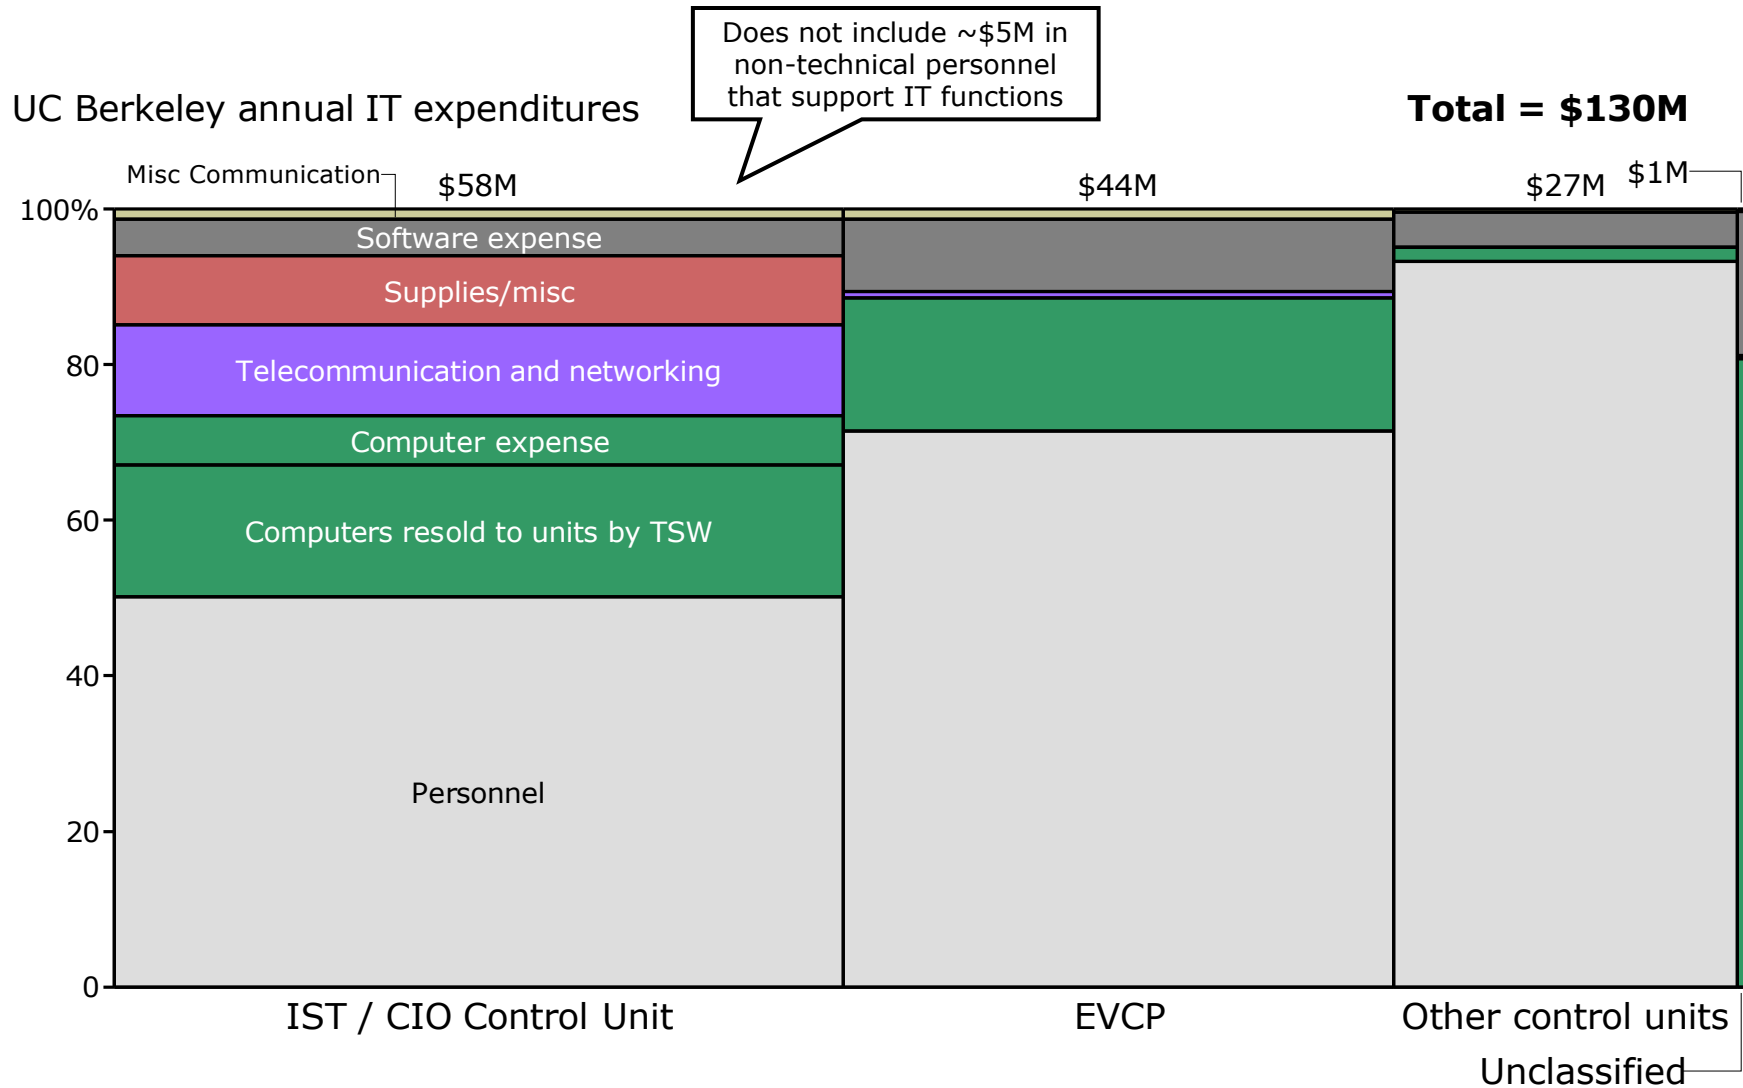 Does not include ~$5M in
non-technical personnel
that support IT functions
UC Berkeley annual IT expenditures
Total = $130M
Misc Communication
$58M
$44M
$27M
$1M
100%
Software expense
Supplies/misc
80
Telecommunication and networking
Computer expense
60
Computers resold to units by TSW
40
Personnel
20
0
IST / CIO Control Unit
EVCP
Other control units
Unclassified